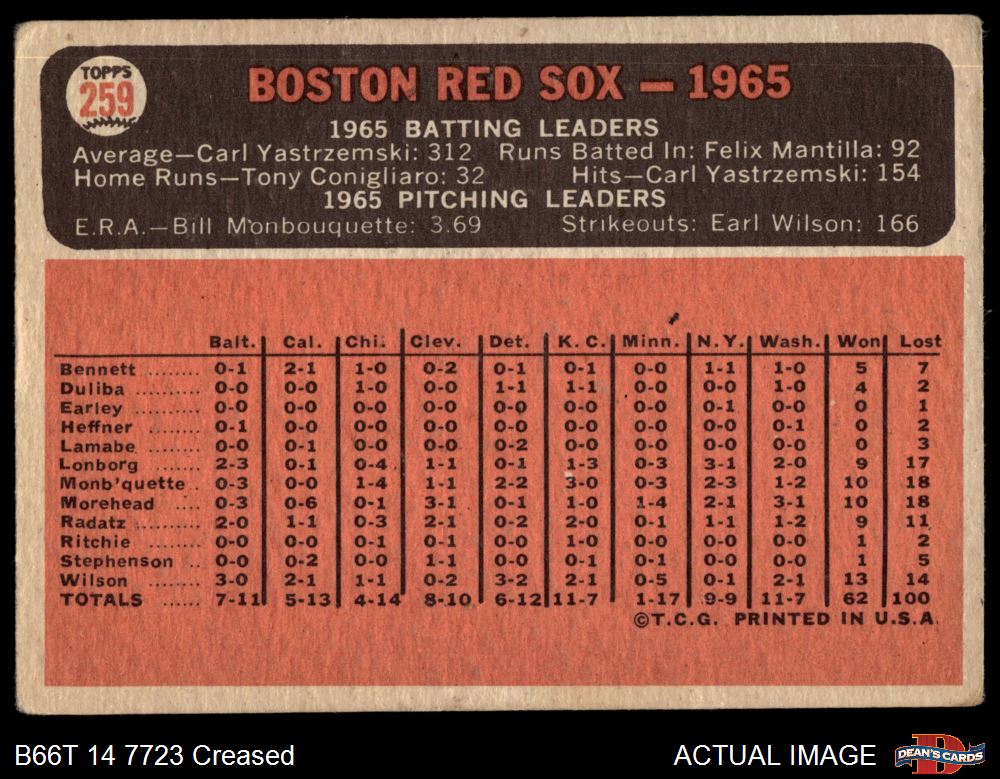 TOPPS
259
BOSTON RED SOX — 1965
1965 BATTING LEADERS
Average—Carl Yastrzemski: 312 Runs Batted In: Felix Mantilla: 92
Home Runs—Tony Conigliaro: 32 Hits—Carl Yastrzemski: 154
1965 PITCHING LEADERS
E.R.A.—Bill Monbouquette: 3.69 Strikeouts: Earl Wilson: 166
Balt. Cal. Chi. Clev. Det. K. C. Minn. N. Y. Wash. Won Lost
Bennett ........ 0-1 2-1 1-0 0-2 0-1 0-1 0-0 1-1 1-0 5 7
Duliba .......... 0-0 0-0 1-0 0-0 1-1 1-1 0-0 0-0 1-0 4 2
Earley .......... 0-0 0-0 0-0 0-0 0-0 0-0 0-0 0-1 0-0 0 1
Heffner ........ 0-1 0-0 0-0 0-0 0-0 0-0 0-0 0-0 0-1 0 2
Lamabe ........ 0-0 0-1 0-0 0-0 0-2 0-0 0-0 0-0 0-0 0 3
Lonborg ....... 2-3 0-1 0-4 1-1 0-1 1-3 0-3 3-1 2-0 9 17
Monb'quette .. 0-3 0-0 1-4 1-1 2-2 3-0 0-3 2-3 1-2 10 18
Morehead .... 0-3 0-6 0-1 3-1 0-1 1-0 1-4 2-1 3-1 10 18
Radatz .......... 2-0 1-1 0-3 2-1 0-2 2-0 0-1 1-1 1-2 9 11
Ritchie ......... 0-0 0-0 0-1 0-0 0-1 1-0 0-0 0-0 0-0 1 2
Stephenson .. 0-0 0-2 0-0 1-1 0-0 0-1 0-1 0-0 0-0 1 5
Wilson .......... 3-0 2-1 1-1 0-2 3-2 2-1 0-5 0-1 2-1 13 14
TOTALS ...... 7-11 5-13 4-14 8-10 6-12 11-7 1-17 9-9 11-7 62 100
©T.C.G. PRINTED IN U.S.A.
B66T 14 7723 Creased ACTUAL IMAGE DEAN'S CARDS